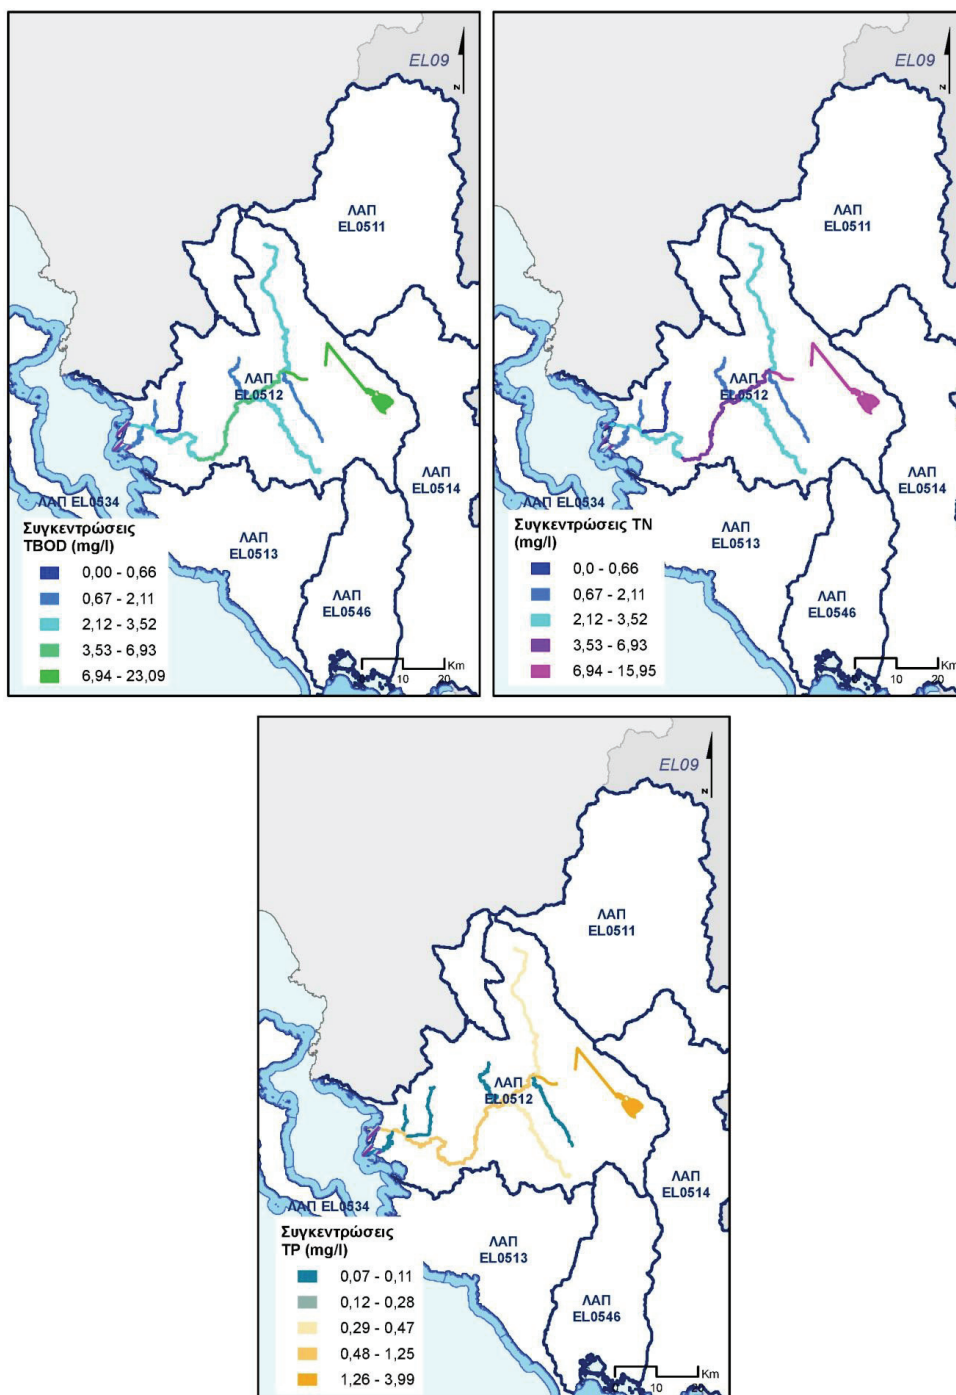 EL09
N
ΛΑΠ
EL0511
ΛΑΠ
EL0512
ΛΑΠ
EL0514
ΛΑΠ EL0534
ΛΑΠ
EL0513
ΛΑΠ
EL0546
Συγκεντρώσεις
TBOD (mg/l)
0,00 - 0,66
0,67 - 2,11
2,12 - 3,52
3,53 - 6,93
6,94 - 23,09
Km
0 10 20
EL09
N
ΛΑΠ
EL0511
ΛΑΠ
EL0512
ΛΑΠ
EL0514
ΛΑΠ EL0534
ΛΑΠ
EL0513
ΛΑΠ
EL0546
Συγκεντρώσεις TN
(mg/l)
0,0 - 0,66
0,67 - 2,11
2,12 - 3,52
3,53 - 6,93
6,94 - 15,95
Km
10 20
EL09
N
ΛΑΠ
EL0511
ΛΑΠ
EL0512
ΛΑΠ
EL0514
ΛΑΠ EL0534
ΛΑΠ
EL0513
ΛΑΠ
EL0546
Συγκεντρώσεις
TP (mg/l)
0,07 - 0,11
0,12 - 0,28
0,29 - 0,47
0,48 - 1,25
1,26 - 3,99
Km
0 10 20